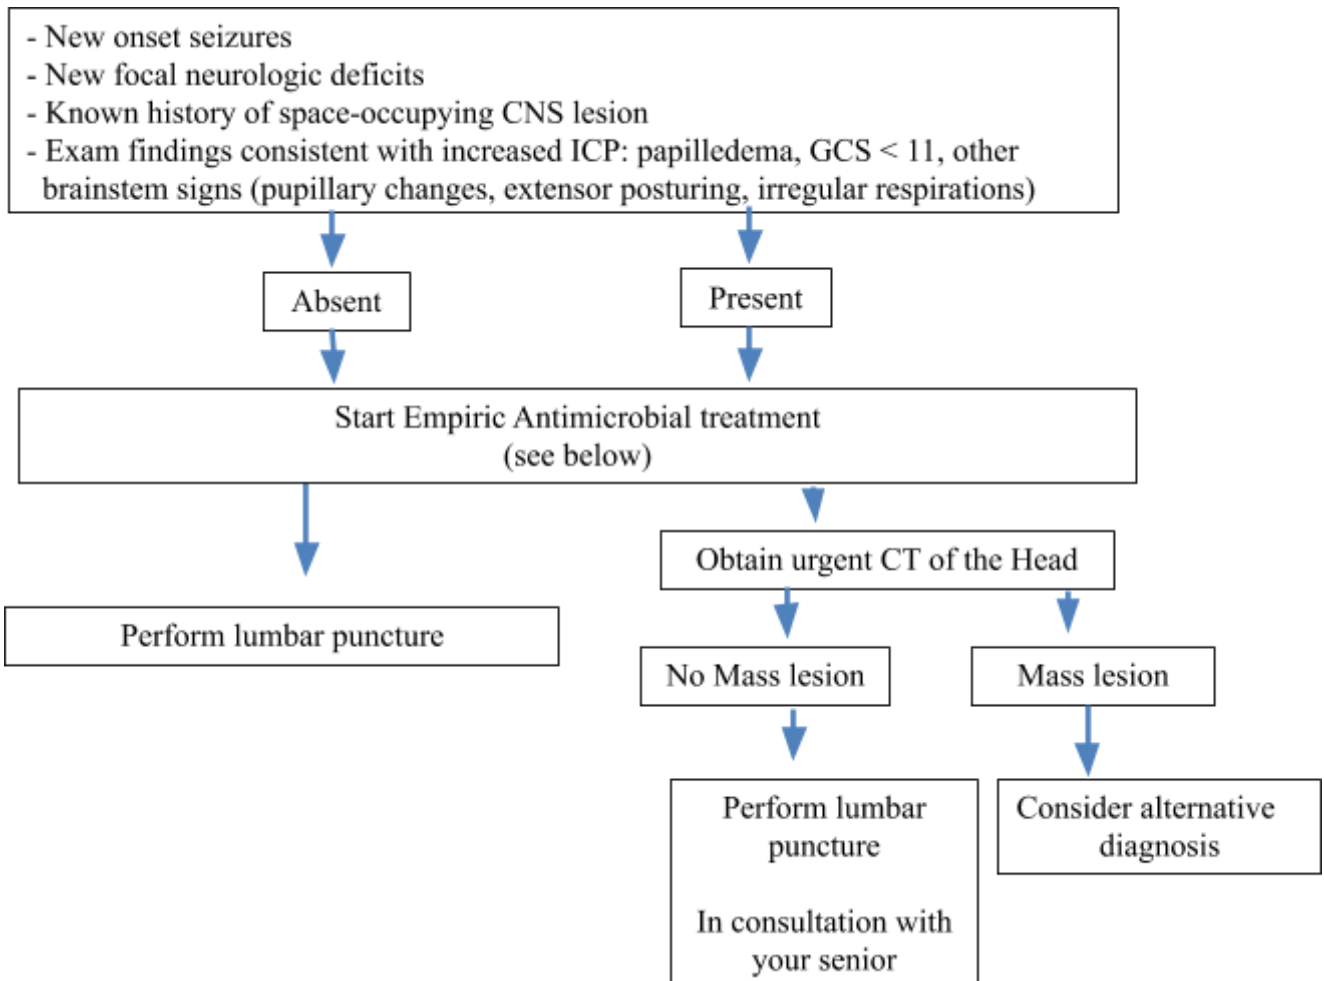 - New onset seizures
- New focal neurologic deficits
- Known history of space-occupying CNS lesion
- Exam findings consistent with increased ICP: papilledema, GCS < 11, other
brainstem signs (pupillary changes, extensor posturing, irregular respirations)
Absent
Present
Start Empiric Antimicrobial treatment
(see below)
Obtain urgent CT of the Head
Perform lumbar puncture
No Mass lesion
Mass lesion
Perform lumbar
puncture
In consultation with
your senior
Consider alternative
diagnosis